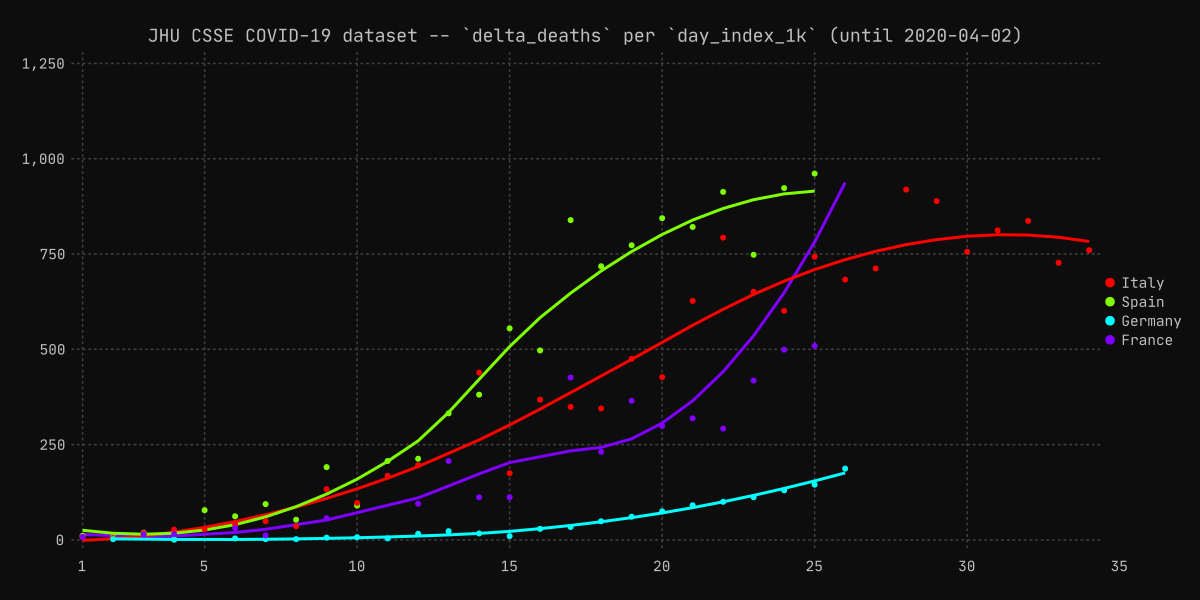 JHU CSSE COVID-19 dataset -- `delta_deaths` per `day_index_1k` (until 2020-04-02)
1,250
1,000
750
500
250
0
1 5 10 15 20 25 30 35
Italy
Spain
Germany
France